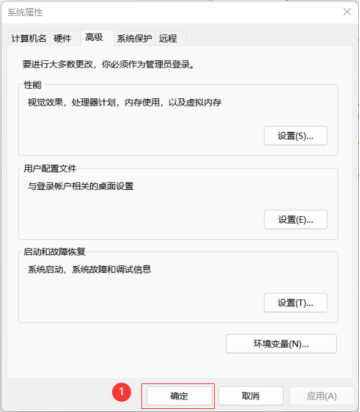 系统属性
计算机名 硬件 高级 系统保护 远程
要进行大多数更改，你必须作为管理员登录。
性能
视觉效果，处理器计划，内存使用，以及虚拟内存
设置(S)...
用户配置文件
与登录帐户相关的桌面设置
设置(E)...
启动和故障恢复
系统启动、系统故障和调试信息
设置(T)...
环境变量(N)...
1 确定 取消 应用(A)